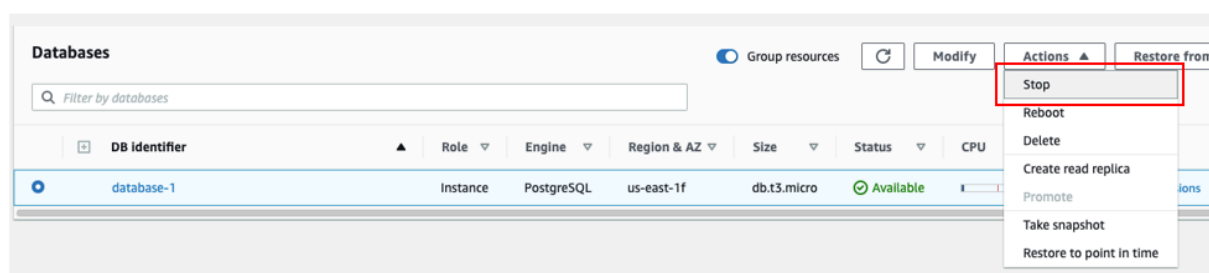 Databases
Group resources
Modify
Actions
Restore from
Filter by databases
Stop
Reboot
Delete
Create read replica
Promote
Take snapshot
Restore to point in time
DB identifier Role Engine Region & AZ Size Status CPU
database-1 Instance PostgreSQL us-east-1f db.t3.micro Available